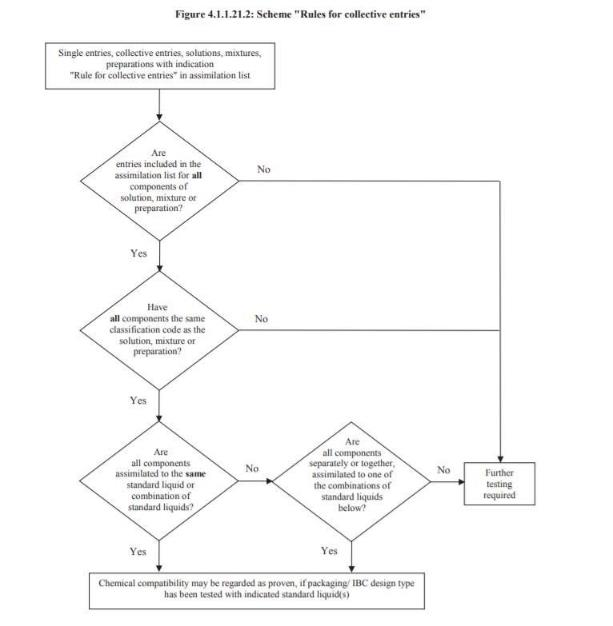 Figure 4.1.1.21.2: Scheme "Rules for collective entries"
Single entries, collective entries, solutions, mixtures,
preparations with indication
"Rule for collective entries" in assimilation list
Are
entries included in the
assimilation list for all
components of
solution, mixture or
preparation?
No
Yes
Have
all components the same
classification code as the
solution, mixture or
preparation?
No
Yes
Are
all components
assimilated to the same
standard liquid or
combination of
standard liquids?
No
Are
all components
separately or together,
assimilated to one of
the combinations of
standard liquids
below?
No
Further
testing
required
Yes
Yes
Chemical compatibility may be regarded as proven, if packaging/ IBC design type
has been tested with indicated standard liquid(s)